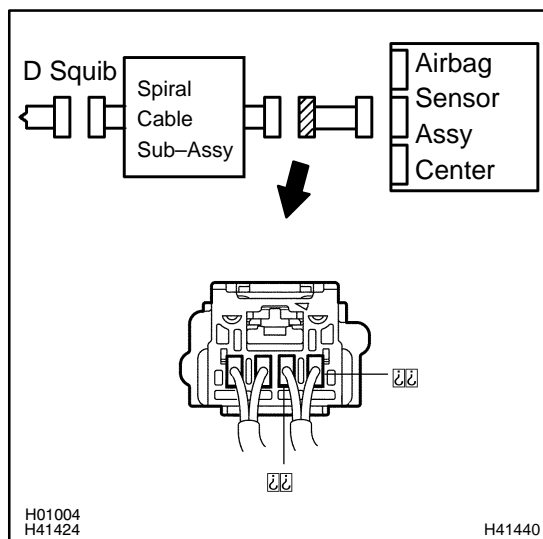 D Squib
Spiral
Cable
Sub–Assy
Airbag
Sensor
Assy
Center
H01004
H41424
H41440